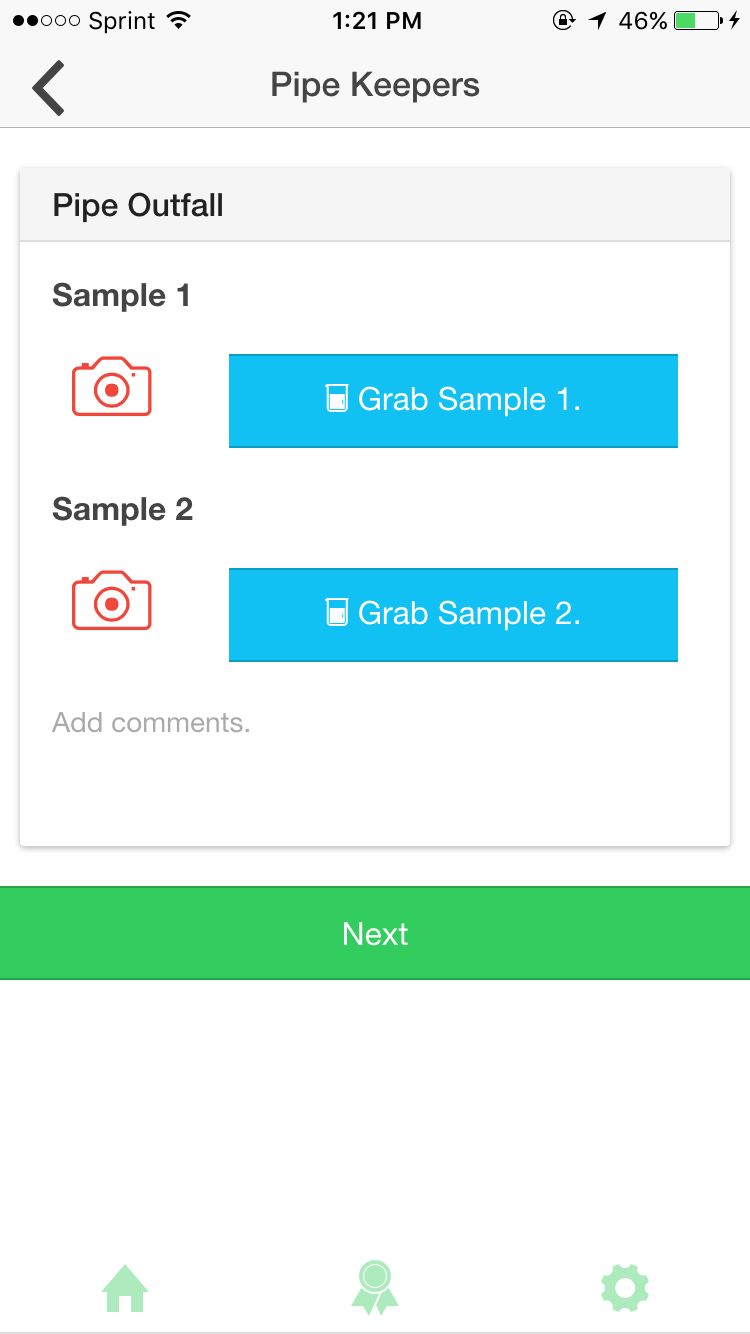 Sprint 1:21 PM 46%
Pipe Keepers
Pipe Outfall
Sample 1
Grab Sample 1.
Sample 2
Grab Sample 2.
Add comments.
Next